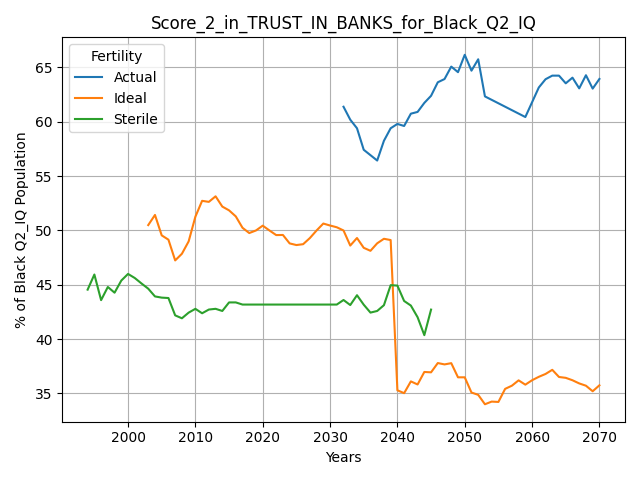 Score_2_in_TRUST_IN_BANKS_for_Black_Q2_IQ
Fertility
Actual
Ideal
Sterile
% of Black Q2_IQ Population
65
60
55
50
45
40
35
2000
2010
2020
2030
2040
2050
2060
2070
Years